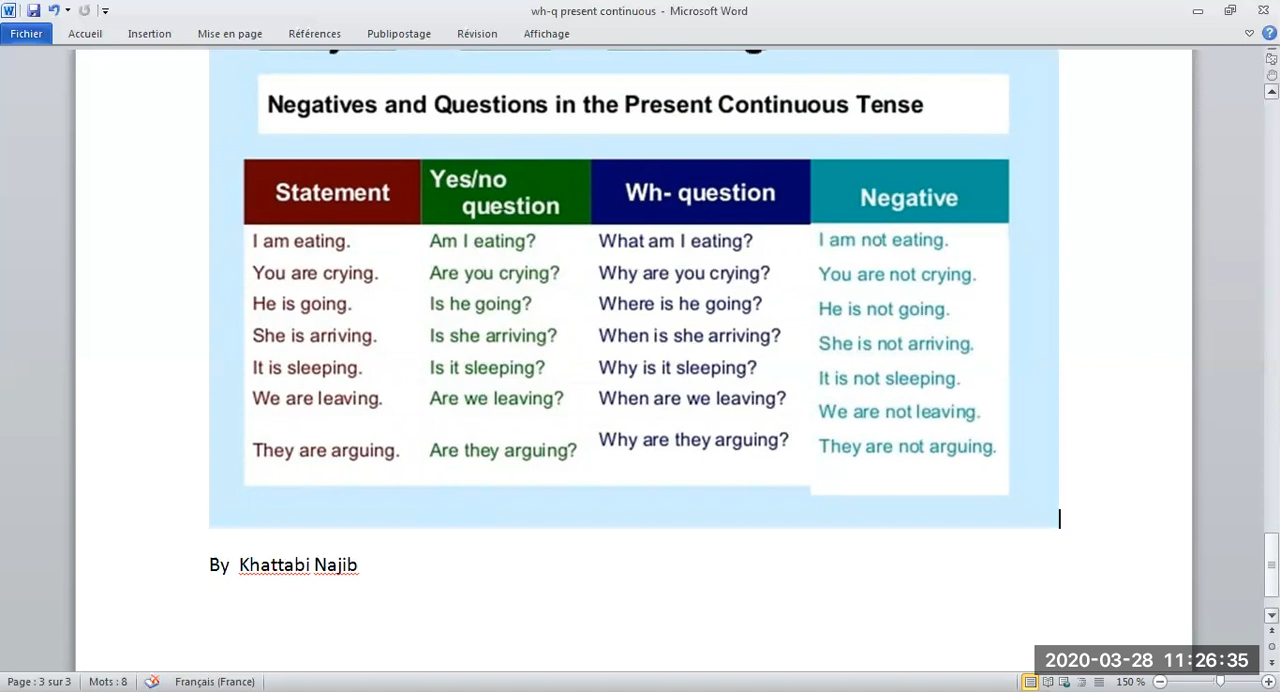 wh-q present continuous - Microsoft Word
Fichier Accueil Insertion Mise en page Références Publipostage Révision Affichage
Negatives and Questions in the Present Continuous Tense
Statement Yes/no question Wh- question Negative
I am eating. Am I eating? What am I eating? I am not eating.
You are crying. Are you crying? Why are you crying? You are not crying.
He is going. Is he going? Where is he going? He is not going.
She is arriving. Is she arriving? When is she arriving? She is not arriving.
It is sleeping. Is it sleeping? Why is it sleeping? It is not sleeping.
We are leaving. Are we leaving? When are we leaving? We are not leaving.
They are arguing. Are they arguing? Why are they arguing? They are not arguing.
By Khattabi Najib
2020-03-28 11:26:35
Page : 3 sur 3 Mots : 8 Français (France) 150 %